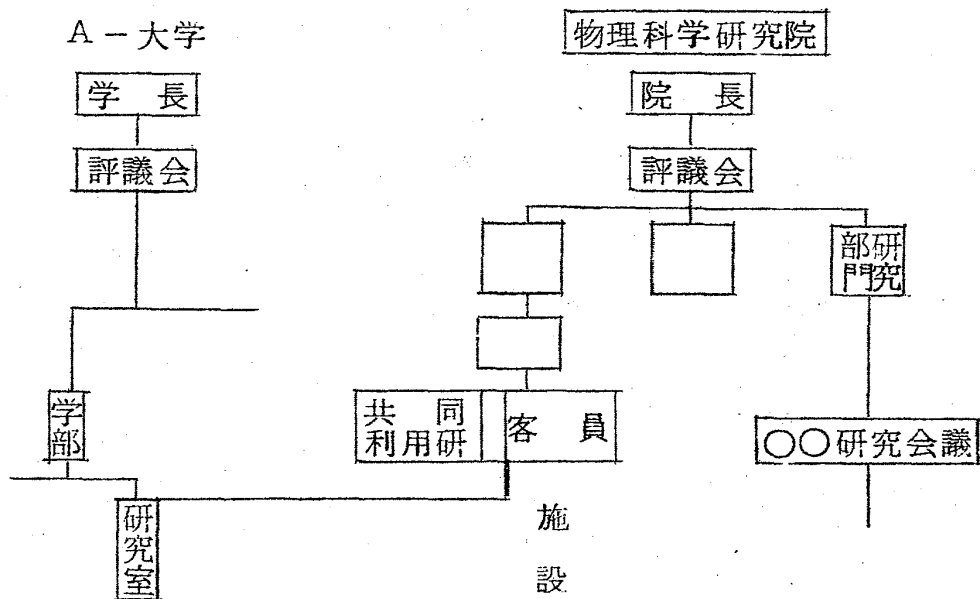 A－大学
物理科学研究院
学　長
院　長
評議会
評議会
研究
部門
学部
共　同
利用研
客　員
○○研究会議
研究室
施
設